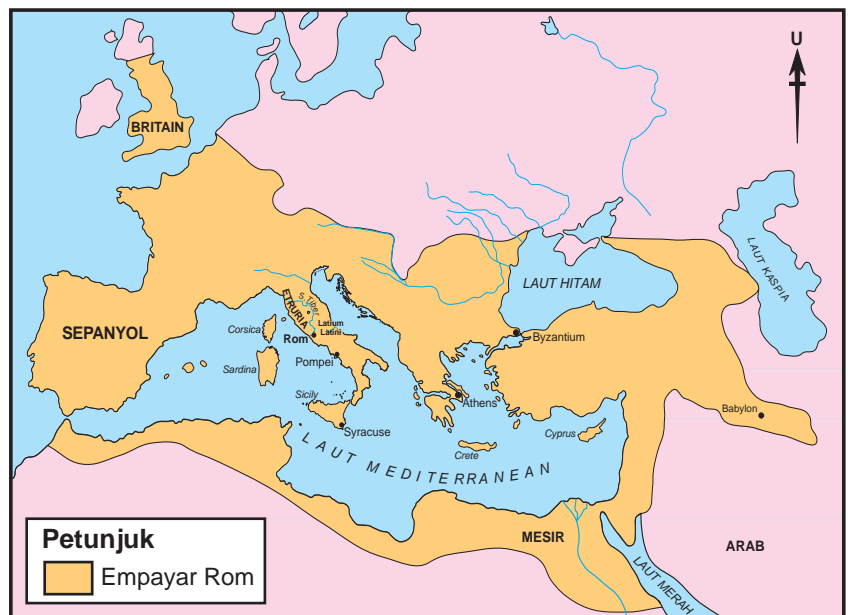 U
BRITAIN
LAUT KASPIA
LAUT HITAM
S.Tiber
ETRURIA
SEPANYOL
Corsica
Latium
Latini
Rom
Byzantium
Pompei
Sardina
Sicily
Athens
Babylon
Syracuse
Cyprus
Crete
LAUT MEDITERRANEAN
MESIR
ARAB
LAUT MERAH
Petunjuk
Empayar Rom